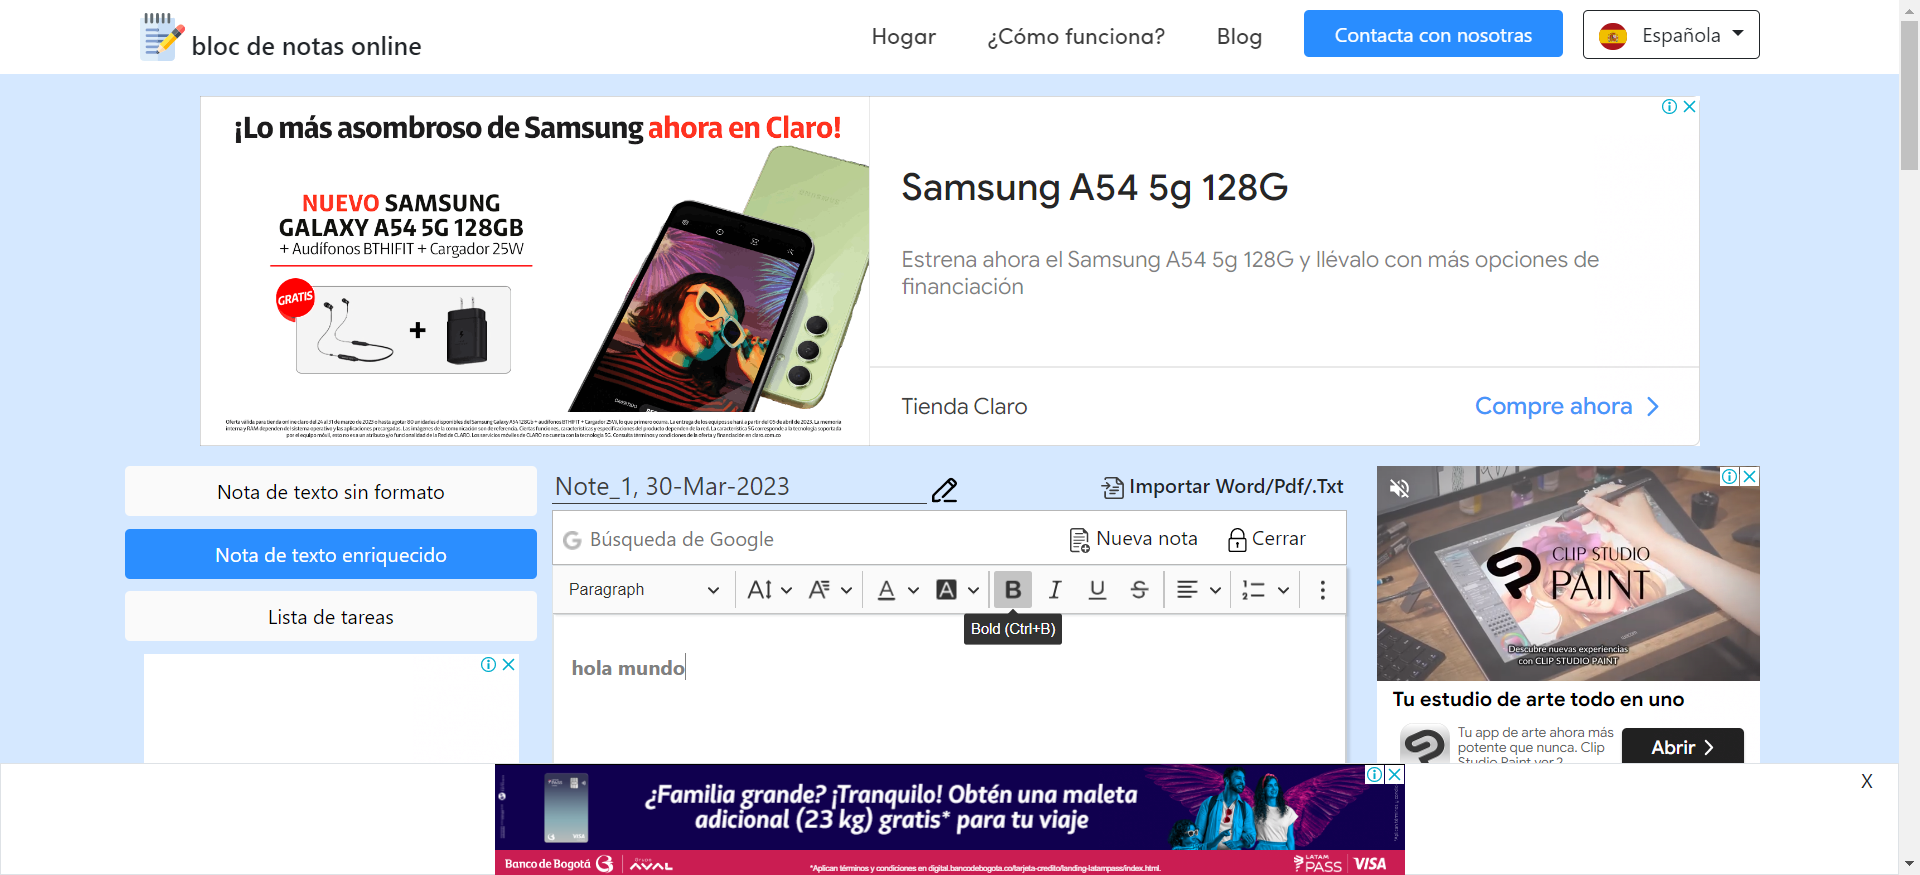 bloc de notas online
Hogar
¿Cómo funciona?
Blog
Contacta con nosotras
Española
¡Lo más asombroso de Samsung ahora en Claro!
NUEVO SAMSUNG
GALAXY A54 5G 128GB
+ Audífonos BTHIFIT + Cargador 25W
GRATIS
+
Samsung A54 5g 128G
Estrena ahora el Samsung A54 5g 128G y llévalo con más opciones de
financiación
Tienda Claro
Compre ahora
Nota de texto sin formato
Nota de texto enriquecido
Lista de tareas
Note_1, 30-Mar-2023
Importar Word/Pdf/.Txt
Búsqueda de Google
Nueva nota
Cerrar
Paragraph
Bold (Ctrl+B)
hola mundo
CLIP STUDIO
PAINT
Descubre nuevas experiencias
con CLIP STUDIO PAINT
Tu estudio de arte todo en uno
Tu app de arte ahora más
potente que nunca. Clip
Studio Paint ver.2
Abrir
X
¿Familia grande? ¡Tranquilo! Obtén una maleta
adicional (23 kg) gratis* para tu viaje
Banco de Bogotá
Grupo
AVAL
*Aplican términos y condiciones en digital.bancodebogota.co/tarjeta-credito/landing-latampass/index.html.
LATAM
PASS
VISA